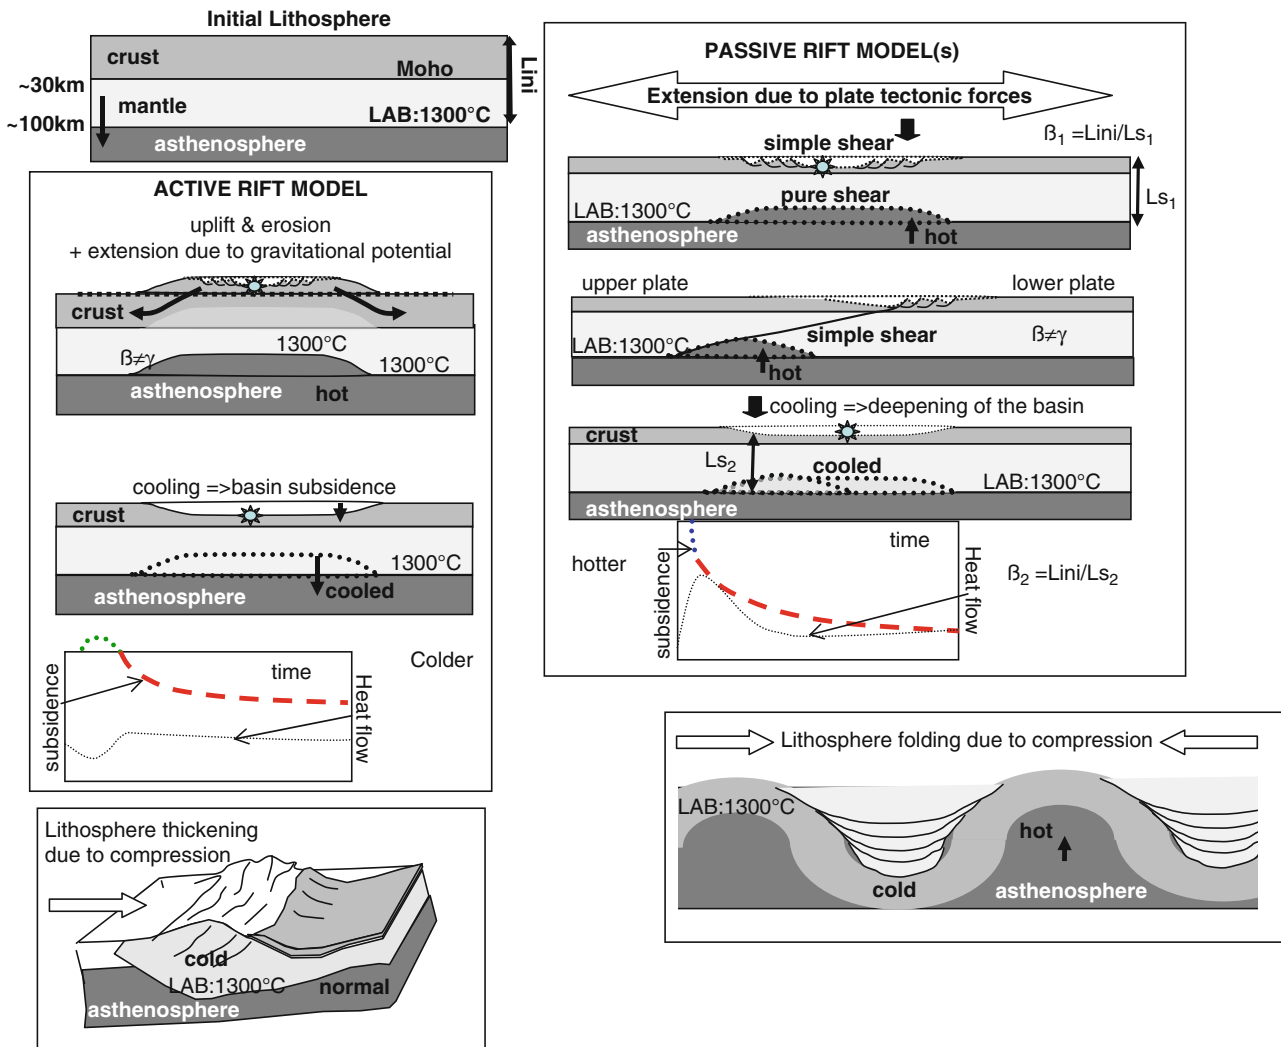 Initial Lithosphere
crust
Moho
Lini
~30km
mantle
LAB:1300°C
~100km
asthenosphere
ACTIVE RIFT MODEL
uplift & erosion
+ extension due to gravitational potential
crust
ß≠γ
1300°C
1300°C
asthenosphere
hot
cooling =>basin subsidence
crust
1300°C
asthenosphere
cooled
time
Colder
subsidence
Heat flow
PASSIVE RIFT MODEL(s)
Extension due to plate tectonic forces
simple shear
ß₁ =Lini/Ls₁
pure shear
LAB:1300°C
Ls₁
asthenosphere
hot
upper plate
lower plate
simple shear
ß≠γ
LAB:1300°C
hot
cooling =>deepening of the basin
crust
Ls₂
cooled
LAB:1300°C
asthenosphere
time
hotter
subsidence
Heat flow
ß₂ =Lini/Ls₂
Lithosphere folding due to compression
LAB:1300°C
hot
cold
asthenosphere
Lithosphere thickening
due to compression
cold
LAB:1300°C
normal
asthenosphere